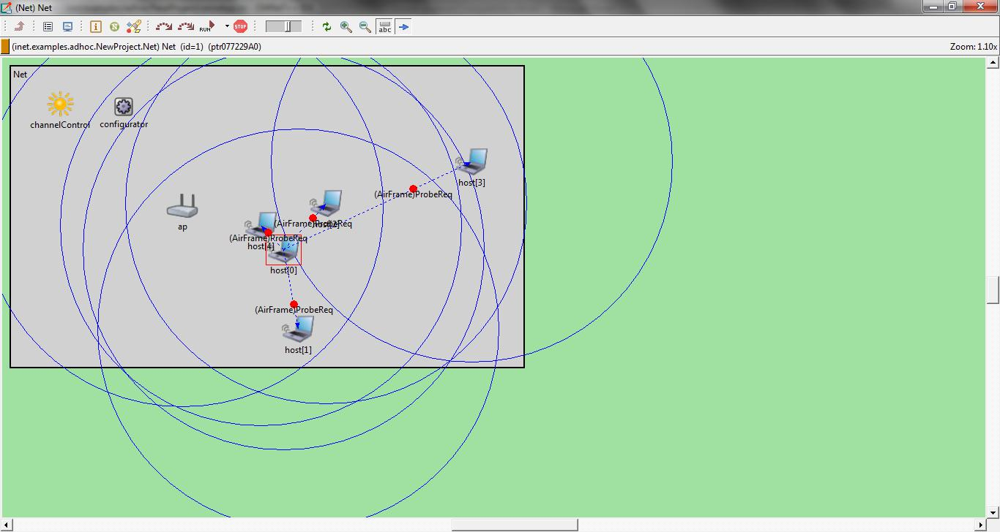 (Net) Net
RUN
STOP
abc
(inet.examples.adhoc.NewProject.Net) Net (id=1) (ptr077229A0)
Zoom: 1.10x
Net
channelControl
configurator
host[3]
(AirFrame)ProbeReq
(AirFrame)ProbeReq
host[2]
ap
(AirFrame)ProbeReq
host[4]
host[0]
(AirFrame)ProbeReq
host[1]